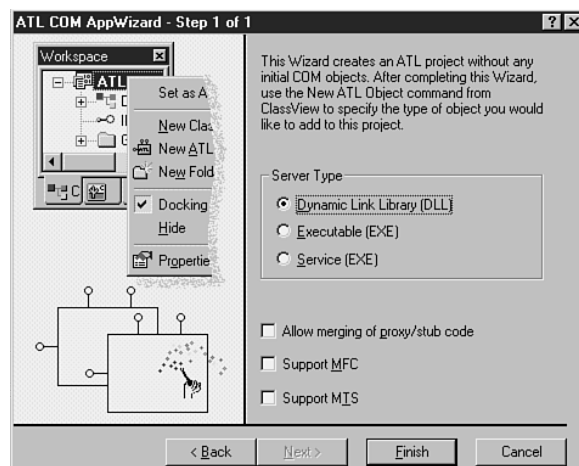 ATL COM AppWizard - Step 1 of 1
Workspace
ATL
Set as A
New Clas
New ATL
New Fold
Docking
Hide
Propertie
C
This Wizard creates an ATL project without any
initial COM objects. After completing this Wizard,
use the New ATL Object command from
ClassView to specify the type of object you would
like to add to this project.
Server Type
Dynamic Link Library (DLL)
Executable (EXE)
Service (EXE)
Allow merging of proxy/stub code
Support MFC
Support MTS
< Back
Next >
Finish
Cancel